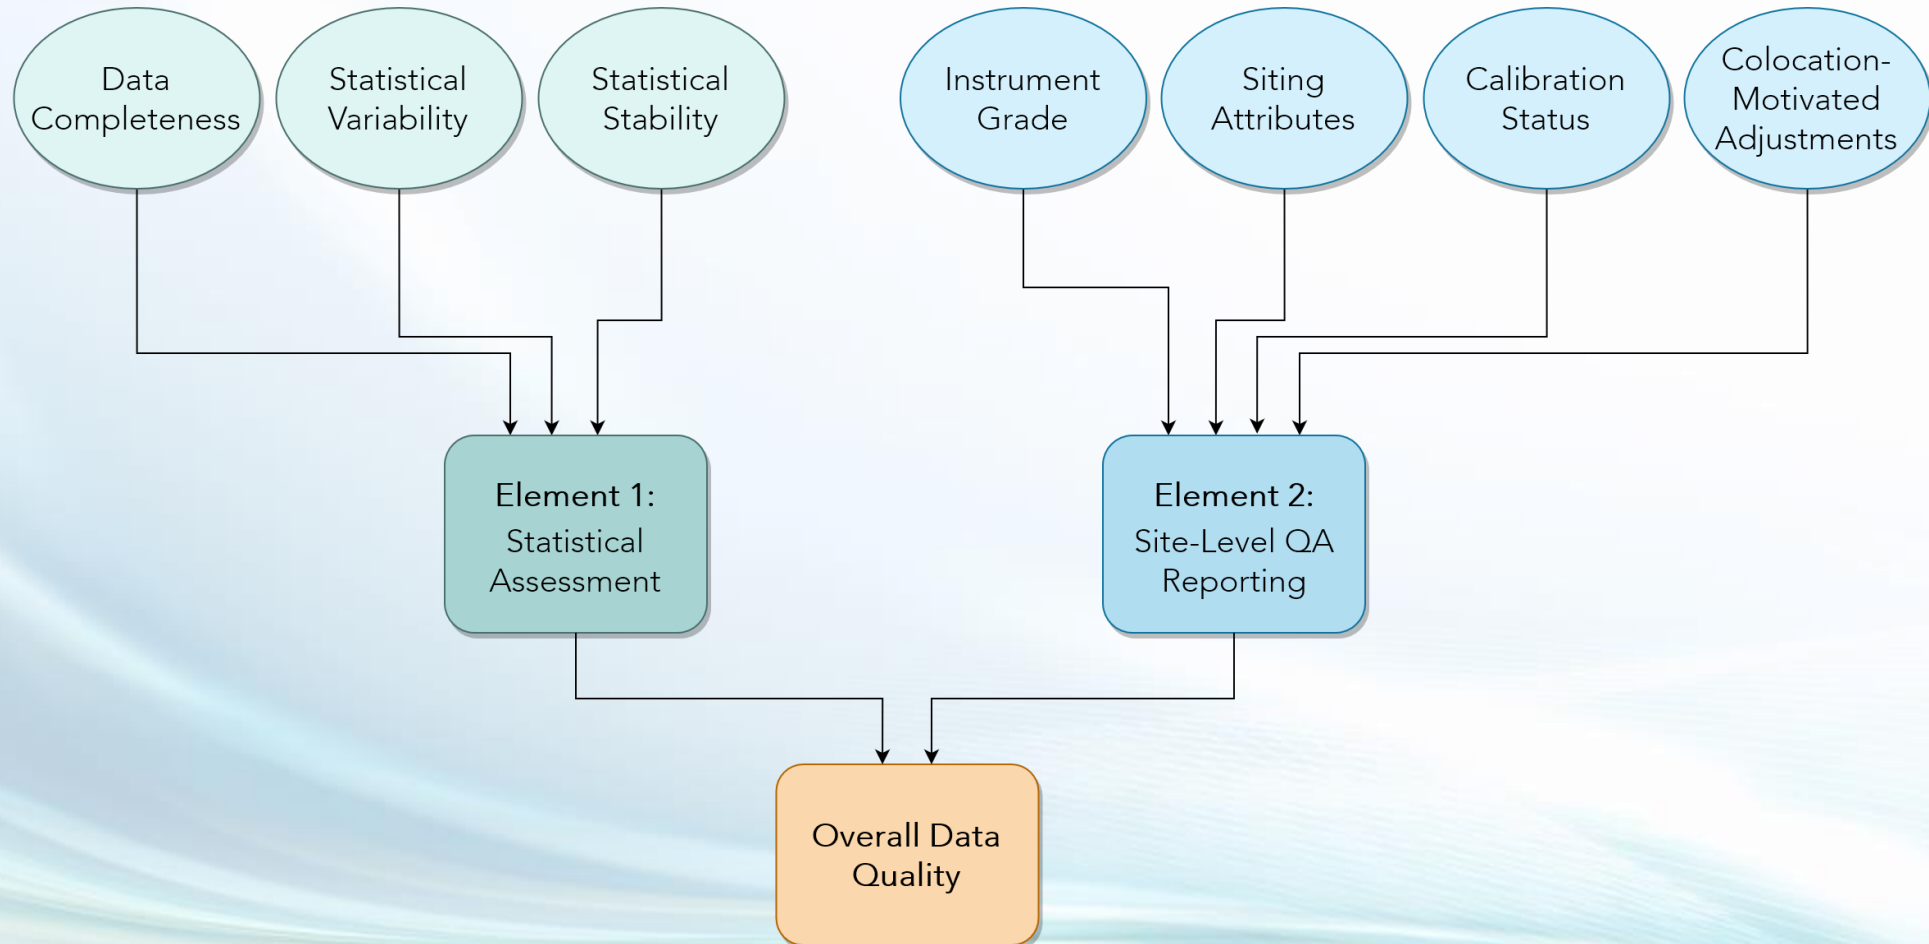 Data
Completeness
Statistical
Variability
Statistical
Stability
Instrument
Grade
Siting
Attributes
Calibration
Status
Colocation-
Motivated
Adjustments
Element 1:
Statistical
Assessment
Element 2:
Site-Level QA
Reporting
Overall Data
Quality